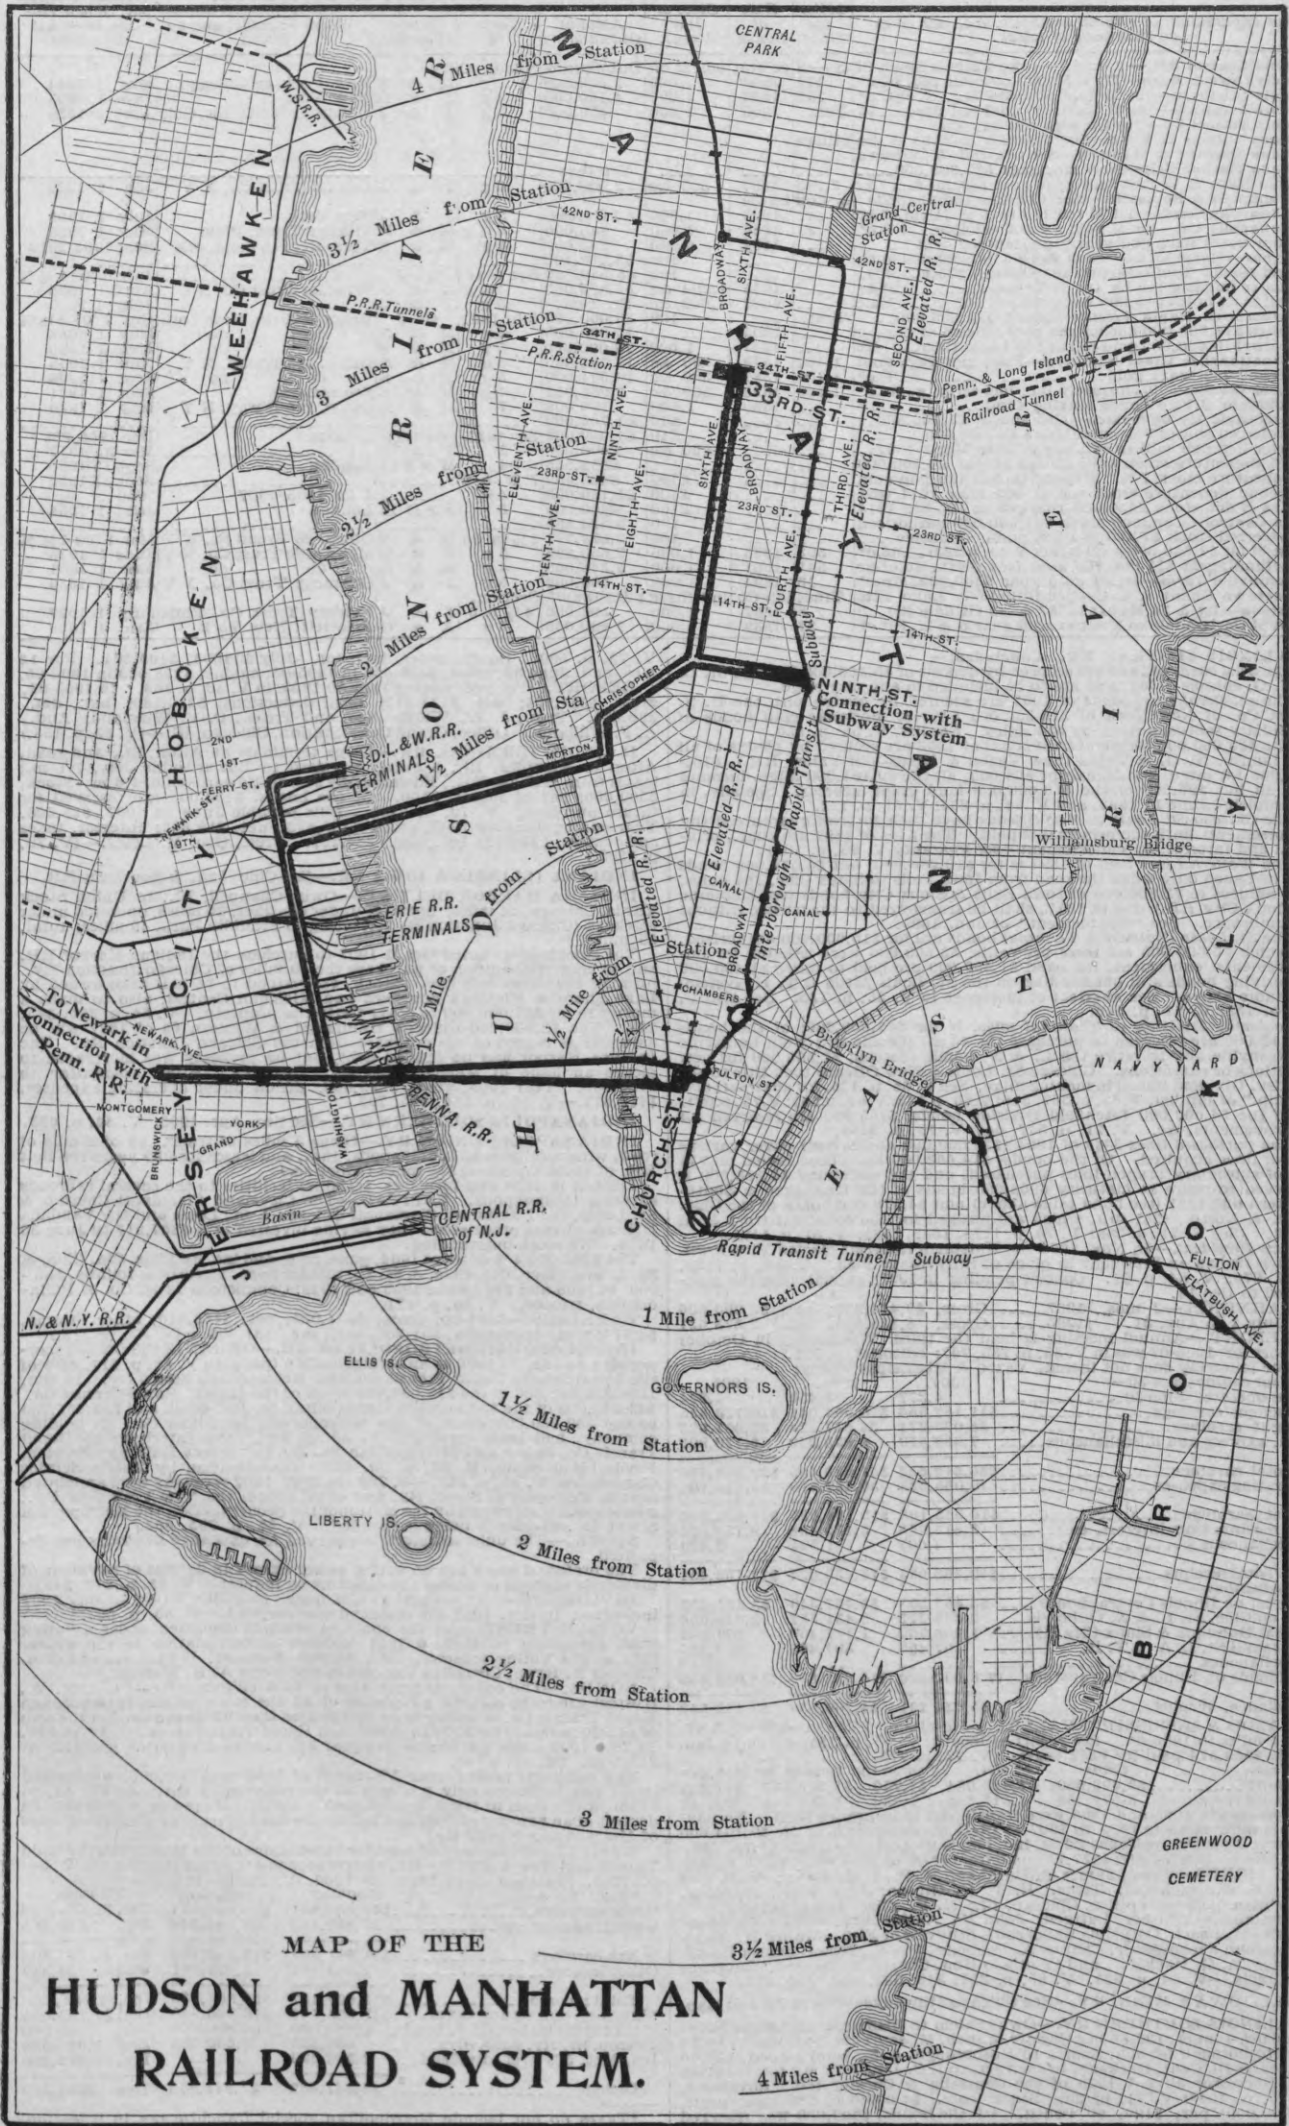 CENTRAL
PARK
4 Miles from Station
W.S.R.R.
MANHATTAN
HUDSON RIVER
WEEHAWKEN
3½ Miles from Station
42ND ST.
Grand Central
Station
42ND ST.
BROADWAY
SIXTH AVE.
FIFTH AVE.
SECOND AVE.
Elevated R. R.
P.R.R. Tunnels
3 Miles from Station
34TH ST.
P.R.R. Station
34TH ST.
33RD ST.
Penn. & Long Island
Railroad Tunnel
ELEVENTH AVE.
TENTH AVE.
NINTH AVE.
EIGHTH AVE.
SIXTH AVE.
BROADWAY
THIRD AVE.
Elevated R. R.
2½ Miles from Station
23RD ST.
23RD ST.
23RD ST.
FOURTH AVE.
HOBOKEN
2 Miles from Station
14TH ST.
14TH ST.
14TH ST.
Subway
EAST RIVER
NINTH ST.
Connection with
Subway System
CHRISTOPHER
MORTON
1½ Miles from Sta
D.L.& W.R.R.
TERMINALS
2ND
1ST
FERRY ST.
NEWARK ST.
19TH
Elevated R. R.
Elevated R. R.
Interborough Rapid Transit
Williamsburg Bridge
BROOKLYN
CANAL
CANAL
BROADWAY
ERIE R.R.
TERMINALS
1 Mile from Station
½ Mile from Station
CHAMBERS ST.
JERSEY CITY
To Newark in
Connection with
Penn. R.R.
NEWARK AVE.
TERMINALS
PENNA. R.R.
FULTON ST.
Brooklyn Bridge
NAVY YARD
MONTGOMERY
BRUNSWICK
YORK
GRAND
WASHINGTON
CHURCH ST.
Basin
CENTRAL R.R.
of N.J.
Rapid Transit Tunnel
Subway
FULTON
FLATBUSH AVE.
N. & N.Y. R.R.
1 Mile from Station
ELLIS IS.
GOVERNORS IS.
1½ Miles from Station
LIBERTY IS.
2 Miles from Station
2½ Miles from Station
3 Miles from Station
GREENWOOD
CEMETERY
3½ Miles from Station
4 Miles from Station
MAP OF THE
HUDSON and MANHATTAN
RAILROAD SYSTEM.